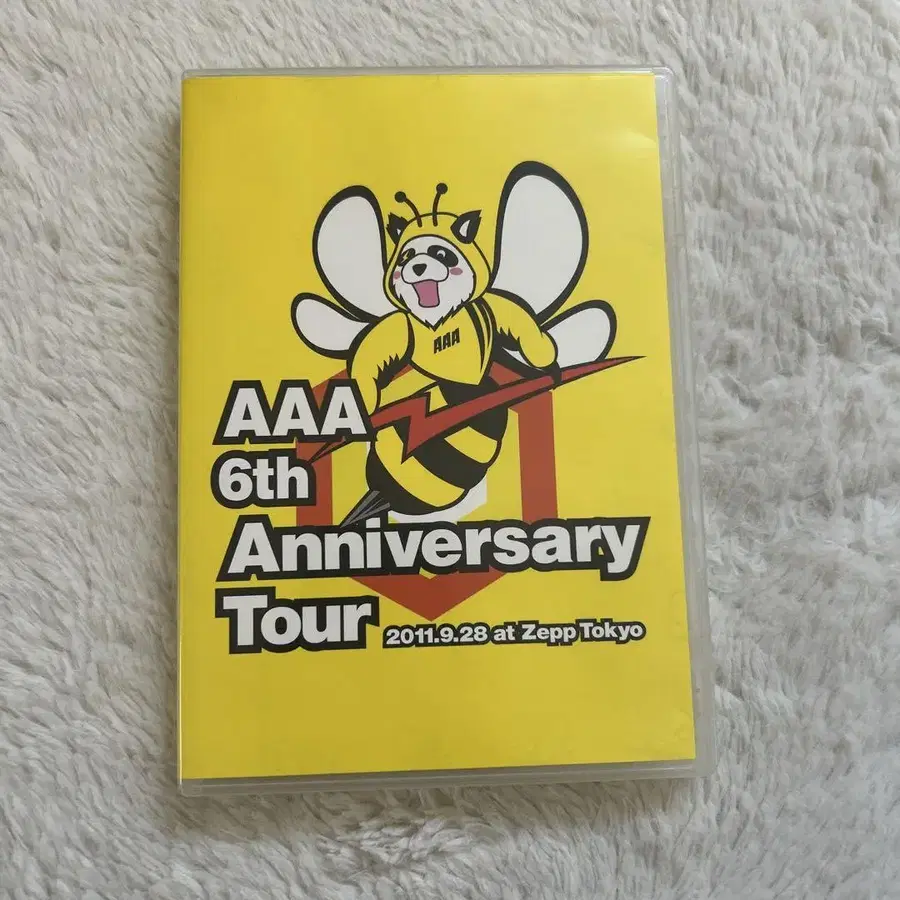 AAA
AAA
6th
Anniversary
Tour
2011.9.28 at Zepp Tokyo